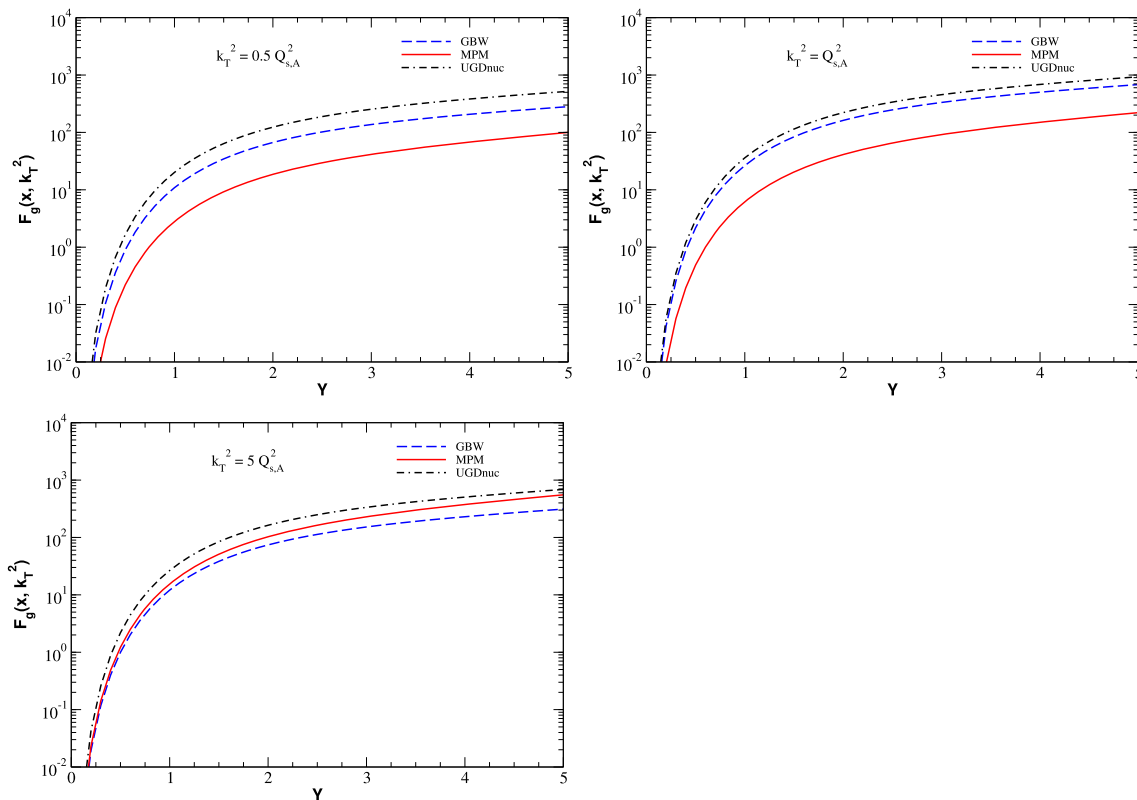 10^4
10^3
10^2
10^1
10^0
10^-1
10^-2
F_g(x, k_T^2)
k_T^2 = 0.5 Q_s,A^2
GBW
MPM
UGDnuc
0 1 2 3 4 5
Y
10^4
10^3
10^2
10^1
10^0
10^-1
10^-2
F_g(x, k_T^2)
k_T^2 = Q_s,A^2
GBW
MPM
UGDnuc
0 1 2 3 4
Y
10^4
10^3
10^2
10^1
10^0
10^-1
10^-2
F_g(x, k_T^2)
k_T^2 = 5 Q_s,A^2
GBW
MPM
UGDnuc
0 1 2 3 4 5
Y